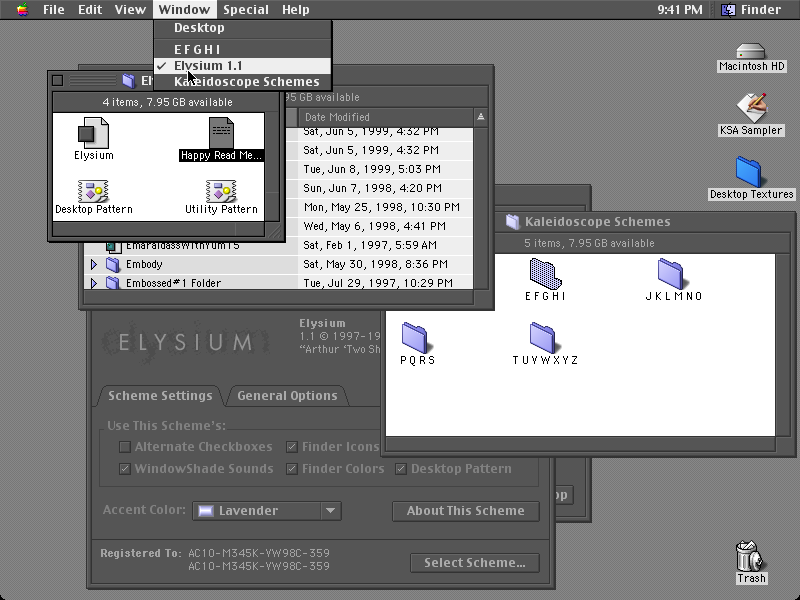 File Edit View Window Special Help 9:41 PM Finder
Desktop
E F G H I
Elysium 1.1
Kaleidoscope Schemes
4 items, 7.95 GB available
Elysium
Happy Read Me...
Desktop Pattern
Utility Pattern
95 GB available
Date Modified
Sat, Jun 5, 1999, 4:32 PM
Sat, Jun 5, 1999, 4:32 PM
Tue, Jun 8, 1999, 5:03 PM
Sun, Jun 7, 1998, 4:20 PM
Mon, May 25, 1998, 10:30 PM
Wed, May 6, 1998, 4:41 PM
EmaraldassWithYum15 Sat, Feb 1, 1997, 5:59 AM
Embody Sat, May 30, 1998, 8:36 PM
Embossed#1 Folder Tue, Jul 29, 1997, 10:29 PM
Macintosh HD
KSA Sampler
Desktop Textures
Trash
Kaleidoscope Schemes
5 items, 7.95 GB available
E F G H I
J K L M N O
P Q R S
T U V W X Y Z
ELYSIUM
Elysium
1.1 © 1997-19
“Arthur ‘Two Sh
Scheme Settings General Options
Use This Scheme's:
Alternate Checkboxes Finder Icons
WindowShade Sounds Finder Colors Desktop Pattern
Accent Color: Lavender About This Scheme
Registered To: AC10-M345K-YW98C-359
AC10-M345K-YW98C-359
Select Scheme...